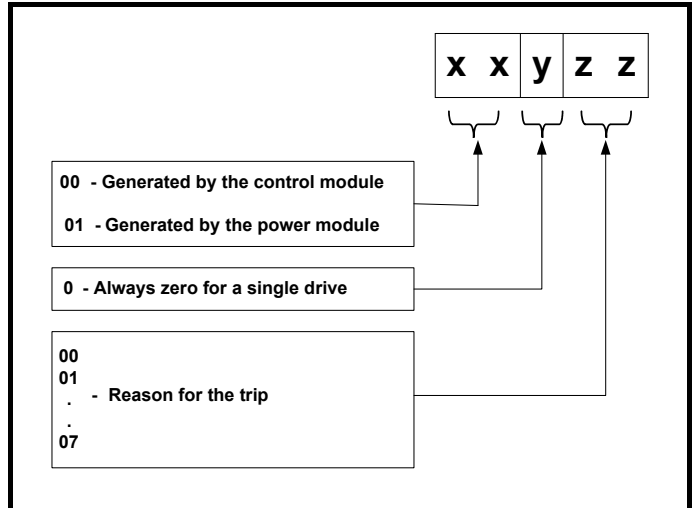 x x y z z
00 - Generated by the control module
01 - Generated by the power module
0 - Always zero for a single drive
00
01
.
- Reason for the trip
.
07